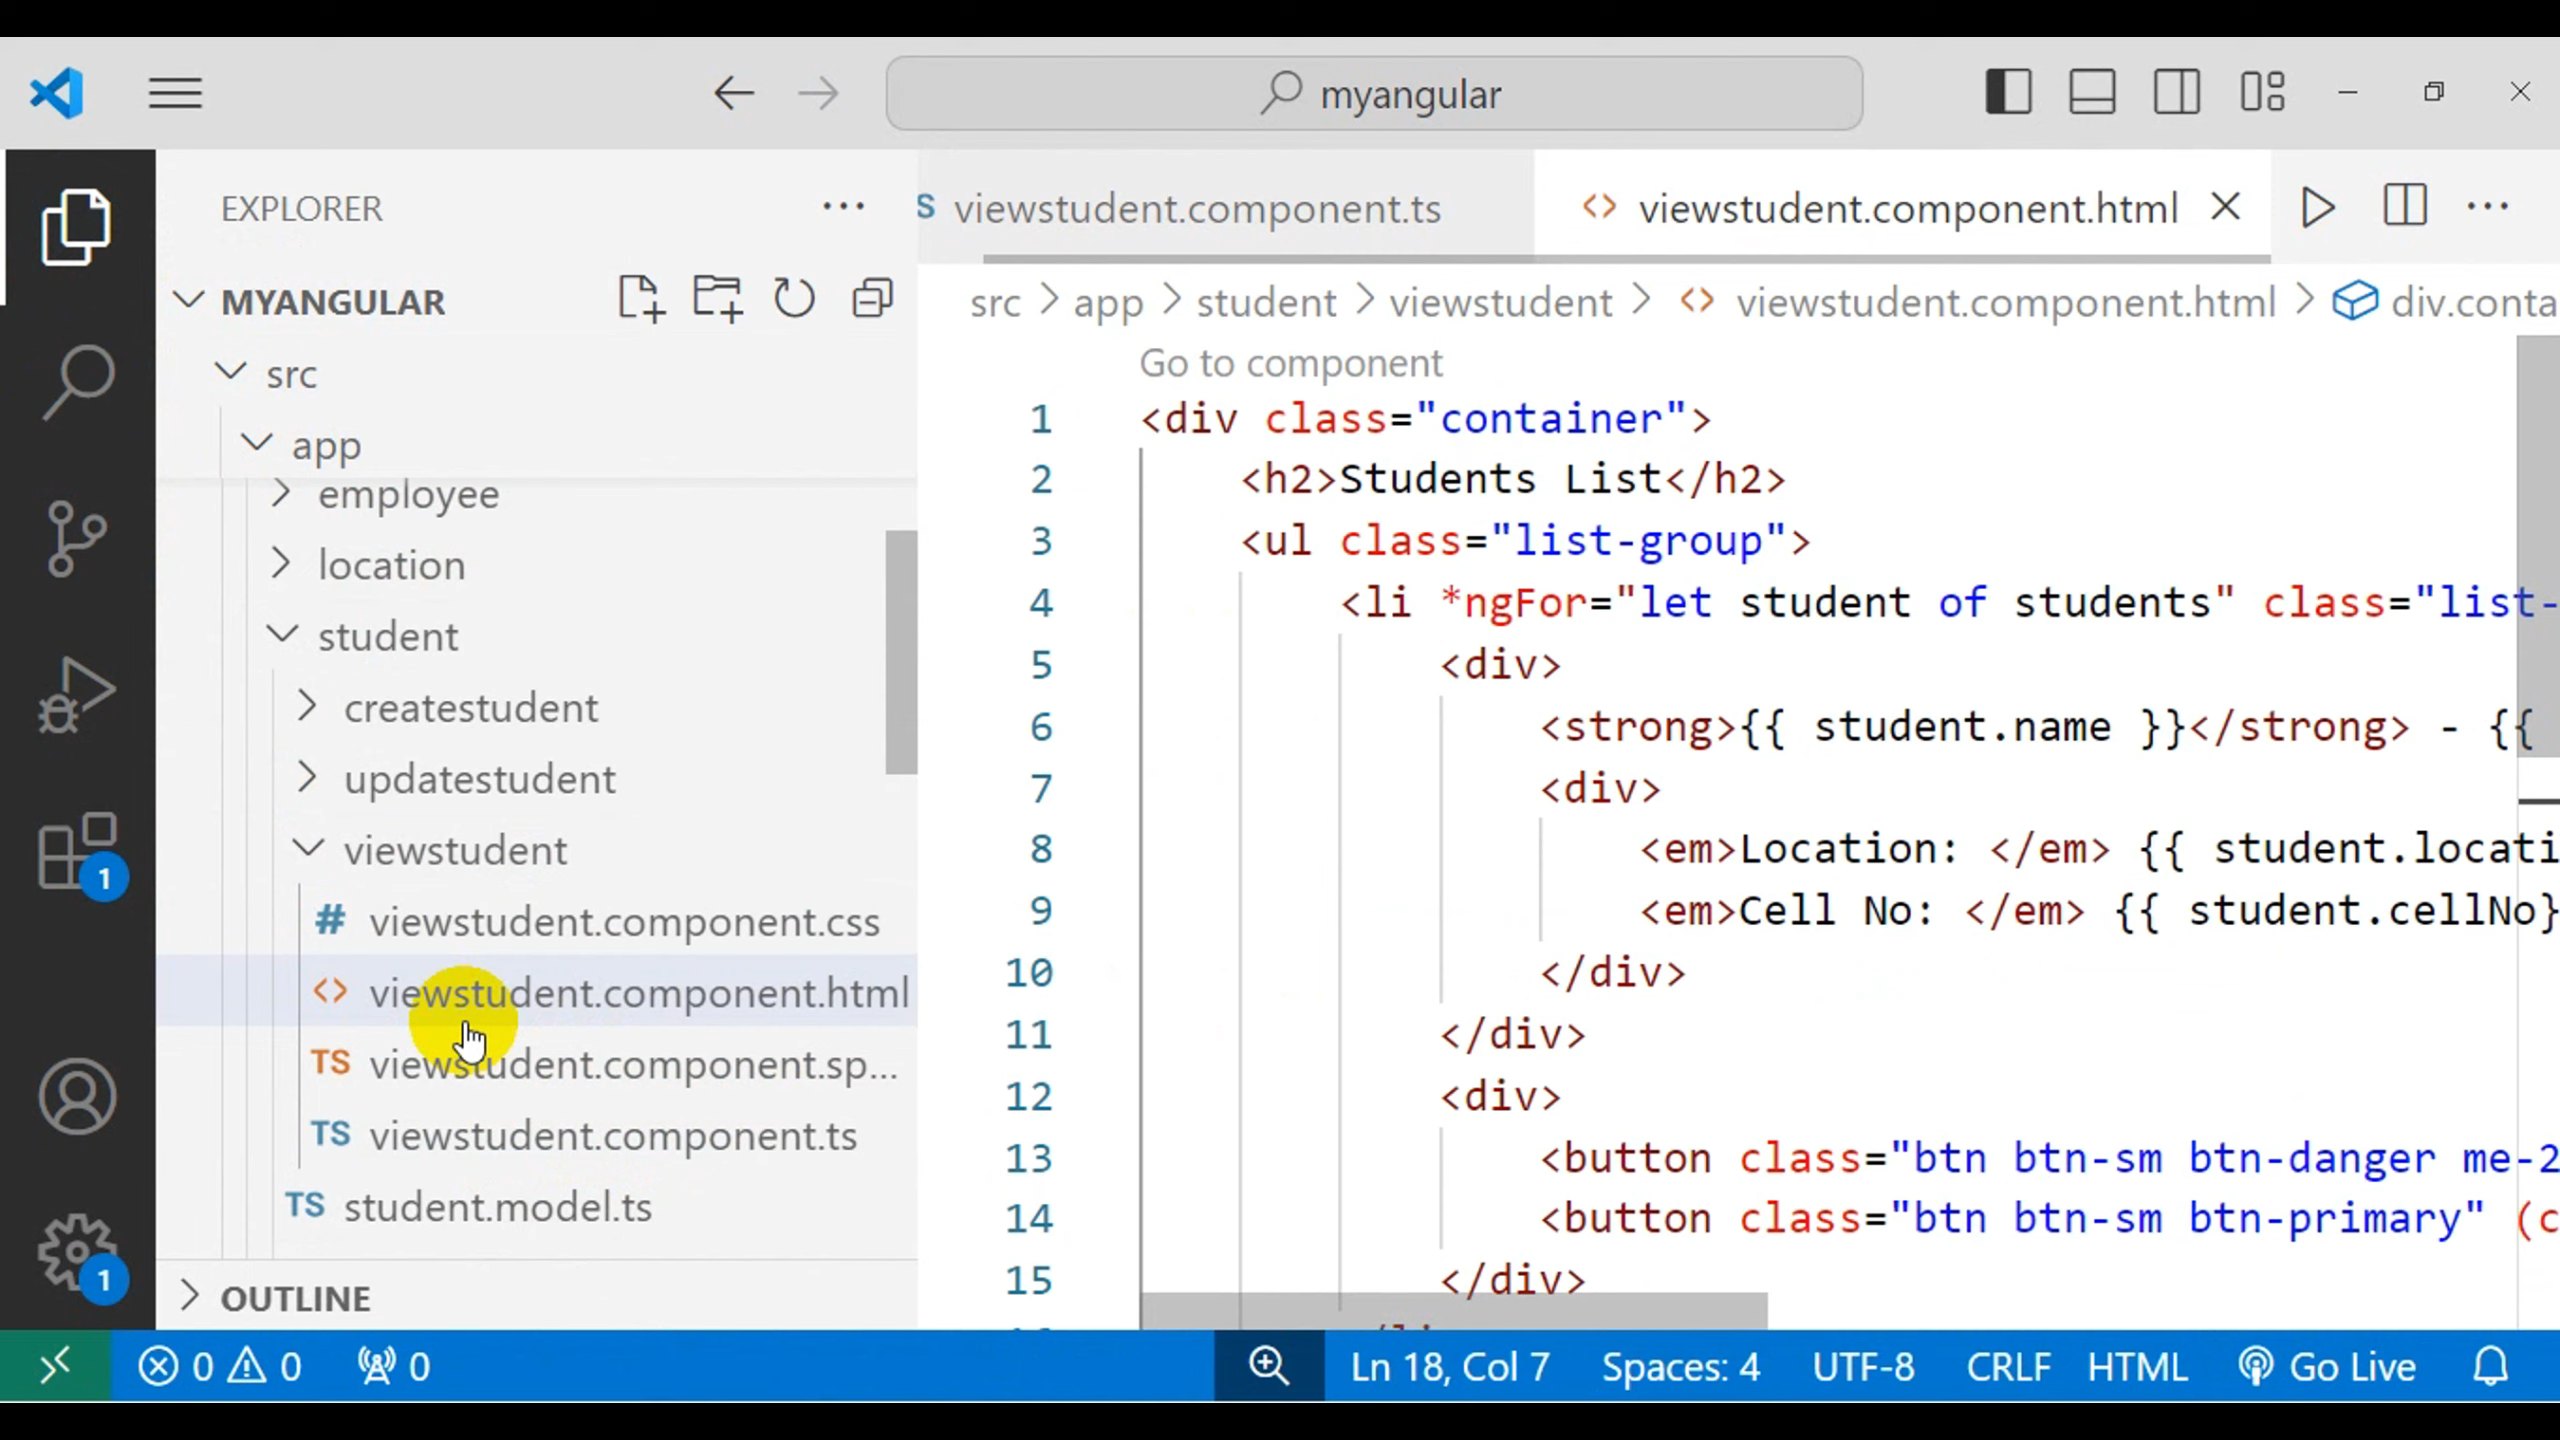 myangular
EXPLORER
MYANGULAR
src
app
employee
location
student
createstudent
updatestudent
viewstudent
# viewstudent.component.css
<> viewstudent.component.html
TS viewstudent.component.sp...
TS viewstudent.component.ts
TS student.model.ts
OUTLINE
1
1
S viewstudent.component.ts
<> viewstudent.component.html
src > app > student > viewstudent > <> viewstudent.component.html > div.conta
Go to component
1 <div class="container">
2 <h2>Students List</h2>
3 <ul class="list-group">
4 <li *ngFor="let student of students" class="list-
5 <div>
6 <strong>{{ student.name }}</strong> - {{
7 <div>
8 <em>Location: </em> {{ student.locati
9 <em>Cell No: </em> {{ student.cellNo}
10 </div>
11 </div>
12 <div>
13 <button class="btn btn-sm btn-danger me-2
14 <button class="btn btn-sm btn-primary" (c
15 </div>
0 0 0 Ln 18, Col 7 Spaces: 4 UTF-8 CRLF HTML Go Live